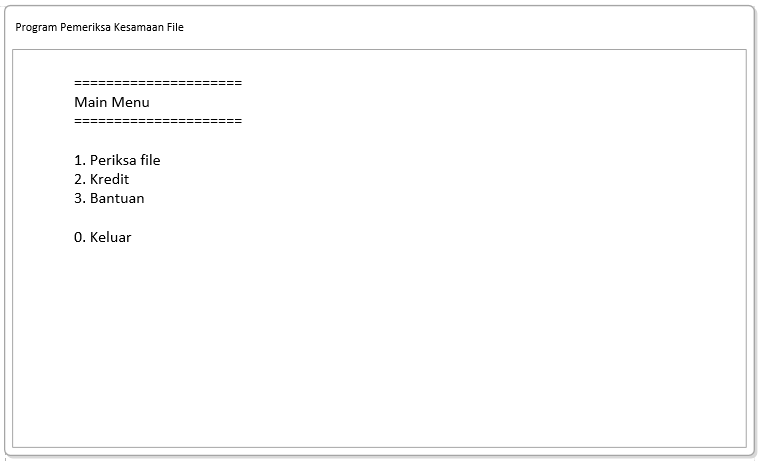 Program Pemeriksa Kesamaan File
=====================
Main Menu
=====================
1. Periksa file
2. Kredit
3. Bantuan
0. Keluar